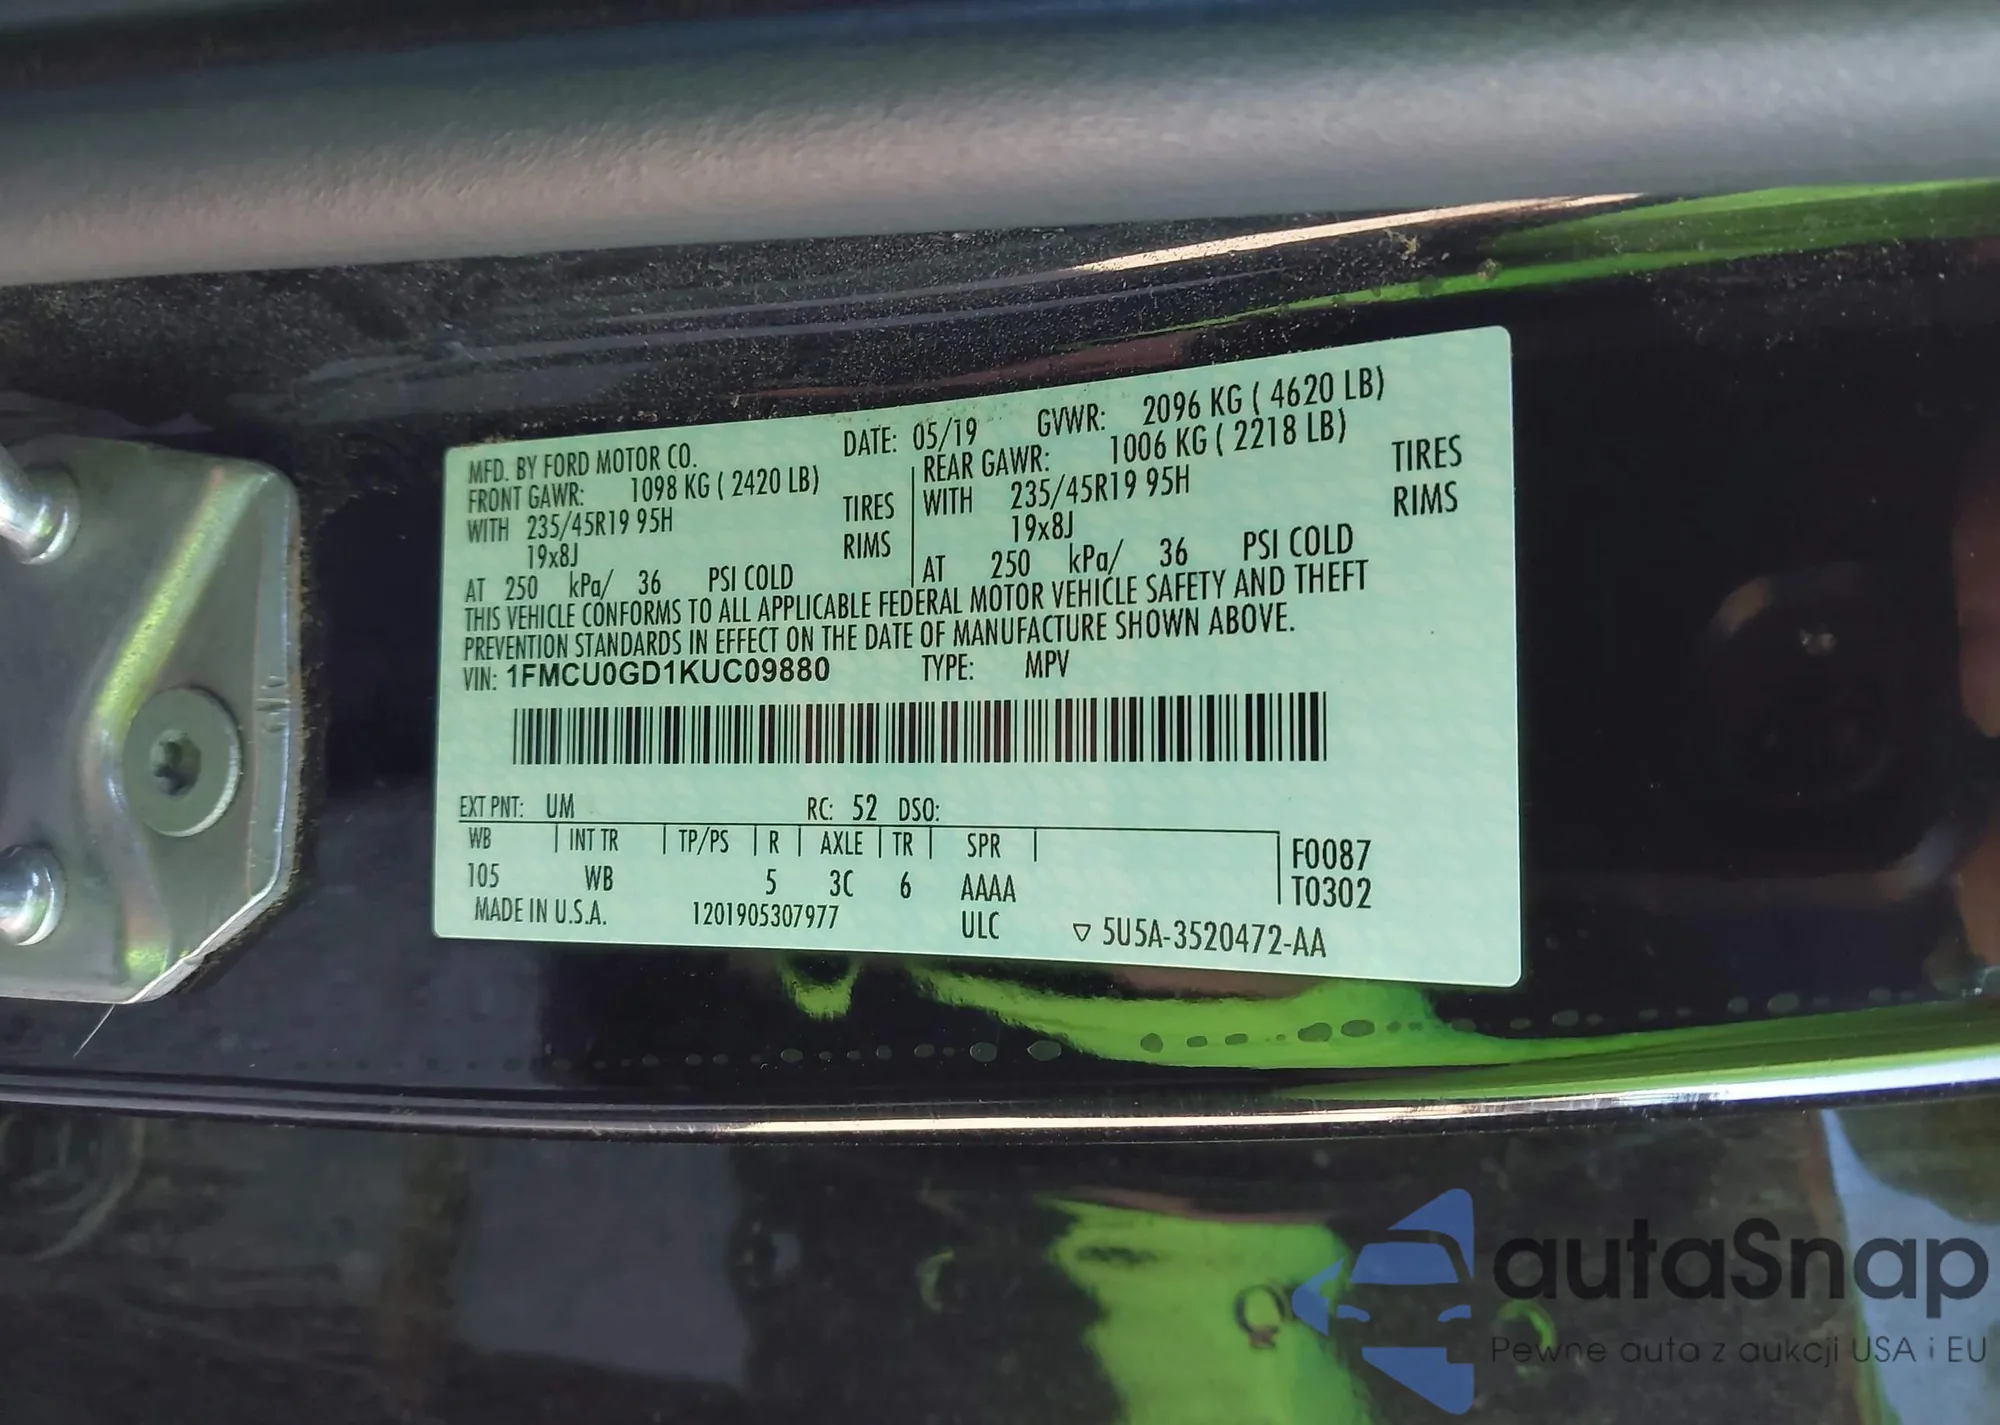 MFD. BY FORD MOTOR CO. DATE: 05/19 GVWR: 2096 KG ( 4620 LB)
FRONT GAWR: 1098 KG ( 2420 LB) REAR GAWR: 1006 KG ( 2218 LB)
WITH 235/45R19 95H TIRES WITH 235/45R19 95H TIRES
19x8J RIMS 19x8J RIMS
AT 250 kPa/ 36 PSI COLD AT 250 kPa/ 36 PSI COLD
THIS VEHICLE CONFORMS TO ALL APPLICABLE FEDERAL MOTOR VEHICLE SAFETY AND THEFT
PREVENTION STANDARDS IN EFFECT ON THE DATE OF MANUFACTURE SHOWN ABOVE.
VIN: 1FMCU0GD1KUC09880 TYPE: MPV
EXT PNT: UM RC: 52 DSO:
WB INT TR TP/PS R AXLE TR SPR F0087
105 WB 5 3C 6 AAAA T0302
MADE IN U.S.A. 1201905307977 ULC ▽ 5U5A-3520472-AA
autaSnap
Pewne auta z aukcji USA i EU